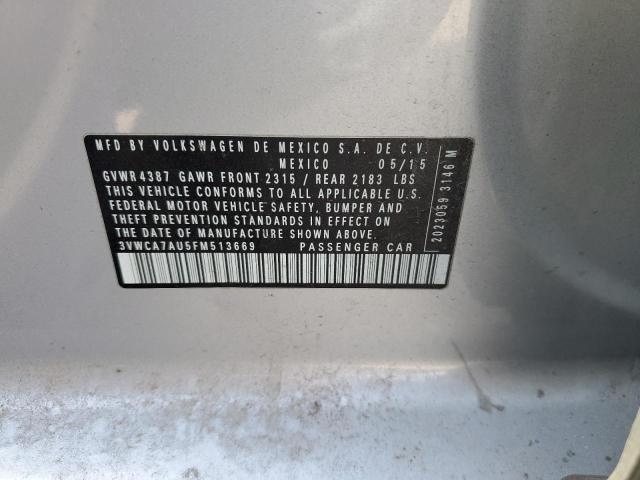 MFD BY VOLKSWAGEN DE MEXICO S.A. DE C.V.
MEXICO 05/15
GVWR 4387 GAWR FRONT 2315 / REAR 2183 LBS
THIS VEHICLE CONFORMS TO ALL APPLICABLE U.S.
FEDERAL MOTOR VEHICLE SAFETY, BUMPER AND
THEFT PREVENTION STANDARDS IN EFFECT ON
THE DATE OF MANUFACTURE SHOWN ABOVE
3VWCA7AU5FM513669 PASSENGER CAR
2023059 3146 M